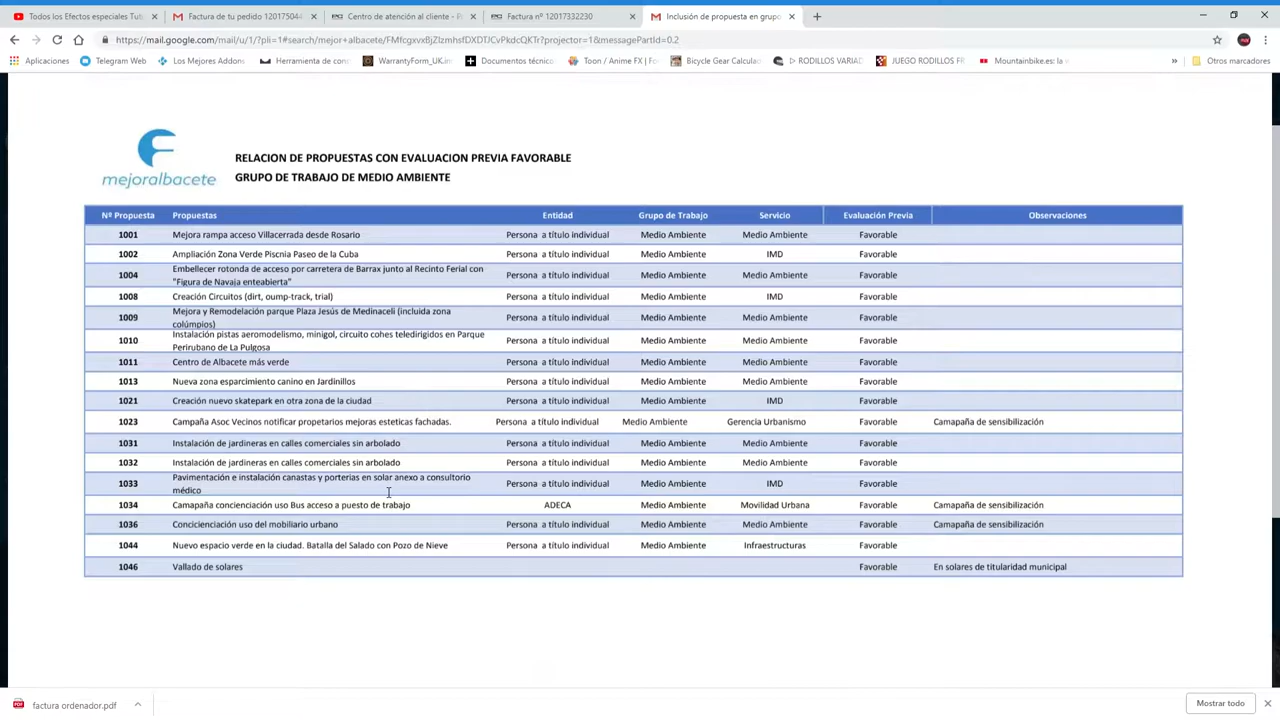 Todos los Efectos especiales Tut
Factura de tu pedido 12017504
Centro de atención al cliente - P
Factura nº 12017332230
Inclusión de propuesta en grupo
https://mail.google.com/mail/u/1/?pli=1#search/mejor+albacete/FMfcgxvxBjZlzmhsfDXDTJCvPkdcQKTr?projector=1&messagePartId=0.2
Aplicaciones
Telegram Web
Los Mejores Addons
Herramienta de con
WarrantyForm_UK.in
Documentos técnico
Toon / Anime FX | Fo
Bicycle Gear Calcula
RODILLOS VARIAD
JUEGO RODILLOS FR
Mountainbike.es: la
»
Otros marcadores
mejoralbacete
RELACION DE PROPUESTAS CON EVALUACION PREVIA FAVORABLE
GRUPO DE TRABAJO DE MEDIO AMBIENTE
Nº Propuesta Propuestas Entidad Grupo de Trabajo Servicio Evaluación Previa Observaciones
1001 Mejora rampa acceso Villacerrada desde Rosario Persona a título individual Medio Ambiente Medio Ambiente Favorable
1002 Ampliación Zona Verde Piscnia Paseo de la Cuba Persona a título individual Medio Ambiente IMD Favorable
1004 Embellecer rotonda de acceso por carretera de Barrax junto al Recinto Ferial con
"Figura de Navaja enteabierta" Persona a título individual Medio Ambiente Medio Ambiente Favorable
1008 Creación Circuitos (dirt, oump-track, trial) Persona a título individual Medio Ambiente IMD Favorable
1009 Mejora y Remodelación parque Plaza Jesús de Medinaceli (incluida zona
colúmpios) Persona a título individual Medio Ambiente Medio Ambiente Favorable
1010 Instalación pistas aeromodelismo, minigol, circuito cohes teledirigidos en Parque
Perirubano de La Pulgosa Persona a título individual Medio Ambiente Medio Ambiente Favorable
1011 Centro de Albacete más verde Persona a título individual Medio Ambiente Medio Ambiente Favorable
1013 Nueva zona esparcimiento canino en Jardinillos Persona a título individual Medio Ambiente Medio Ambiente Favorable
1021 Creación nuevo skatepark en otra zona de la ciudad Persona a título individual Medio Ambiente IMD Favorable
1023 Campaña Asoc Vecinos notificar propetarios mejoras esteticas fachadas. Persona a título individual Medio Ambiente Gerencia Urbanismo Favorable Campaña de sensibilización
1031 Instalación de jardineras en calles comerciales sin arbolado Persona a título individual Medio Ambiente Medio Ambiente Favorable
1032 Instalación de jardineras en calles comerciales sin arbolado Persona a título individual Medio Ambiente Medio Ambiente Favorable
1033 Pavimentación e instalación canastas y porterias en solar anexo a consultorio
médico Persona a título individual Medio Ambiente IMD Favorable
1034 Camapaña concienciación uso Bus acceso a puesto de trabajo ADECA Medio Ambiente Movilidad Urbana Favorable Campaña de sensibilización
1036 Concicienciación uso del mobiliario urbano Persona a título individual Medio Ambiente Medio Ambiente Favorable Campaña de sensibilización
1044 Nuevo espacio verde en la ciudad. Batalla del Salado con Pozo de Nieve Persona a título individual Medio Ambiente Infraestructuras Favorable
1046 Vallado de solares Favorable En solares de titularidad municipal
factura ordenador.pdf
Mostrar todo